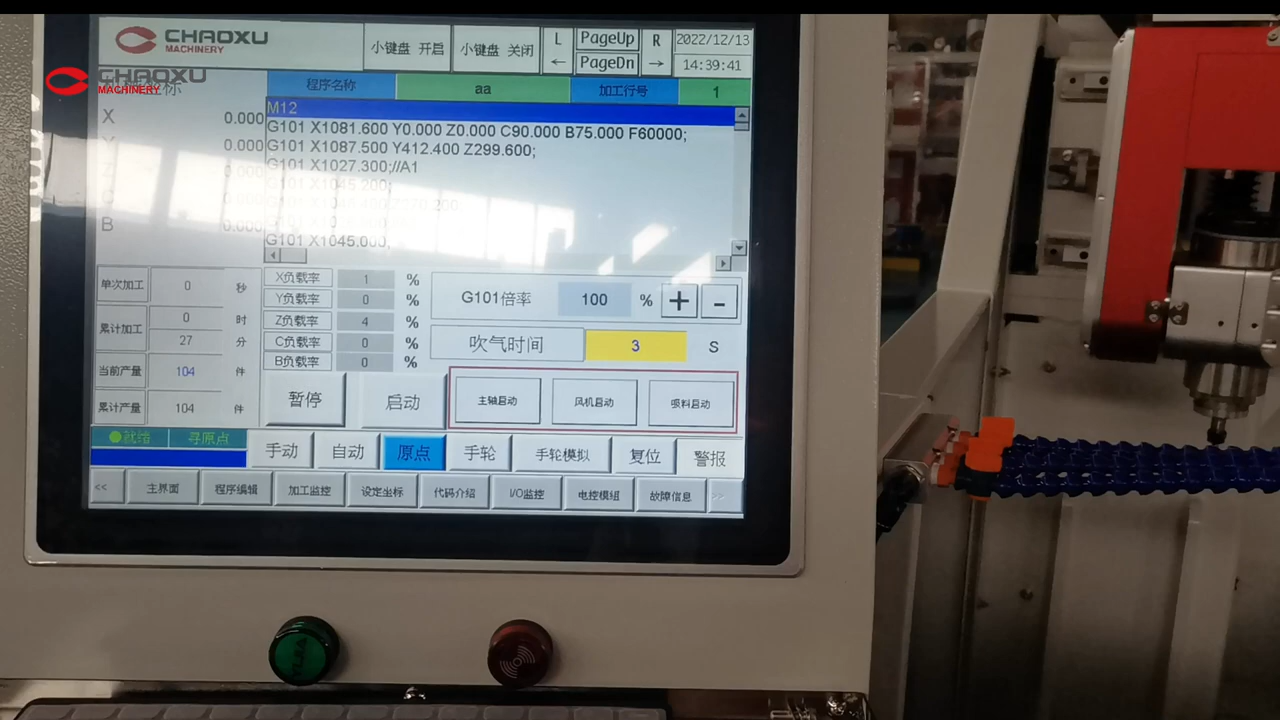 CHAOXU
MACHINERY
小键盘 开启
小键盘 关闭
L
←
PageUp
PageDn
R
→
2022/12/13
14:39:41
CHAOXU
MACHINERY
程序名称
aa
加工行号
1
X
0.000
Y
0.000
Z
0.000
C
0.000
B
0.000
M12
G101 X1081.600 Y0.000 Z0.000 C90.000 B75.000 F60000;
G101 X1087.500 Y412.400 Z299.600;
G101 X1027.300;//A1
G101 X1045.200;
G101 X1045.000;
单次加工
0
秒
累计加工
0
时
27
分
当前产量
104
件
累计产量
104
件
X负载率
1
%
Y负载率
0
%
Z负载率
4
%
C负载率
0
%
B负载率
0
%
G101倍率
100
%
+
-
吹气时间
3
S
暂停
启动
主轴启动
风机启动
吸料启动
就绪
寻原点
手动
自动
原点
手轮
手轮模拟
复位
警报
<<
主界面
程序编辑
加工监控
设定坐标
代码介绍
I/O监控
电控模组
故障信息
>>